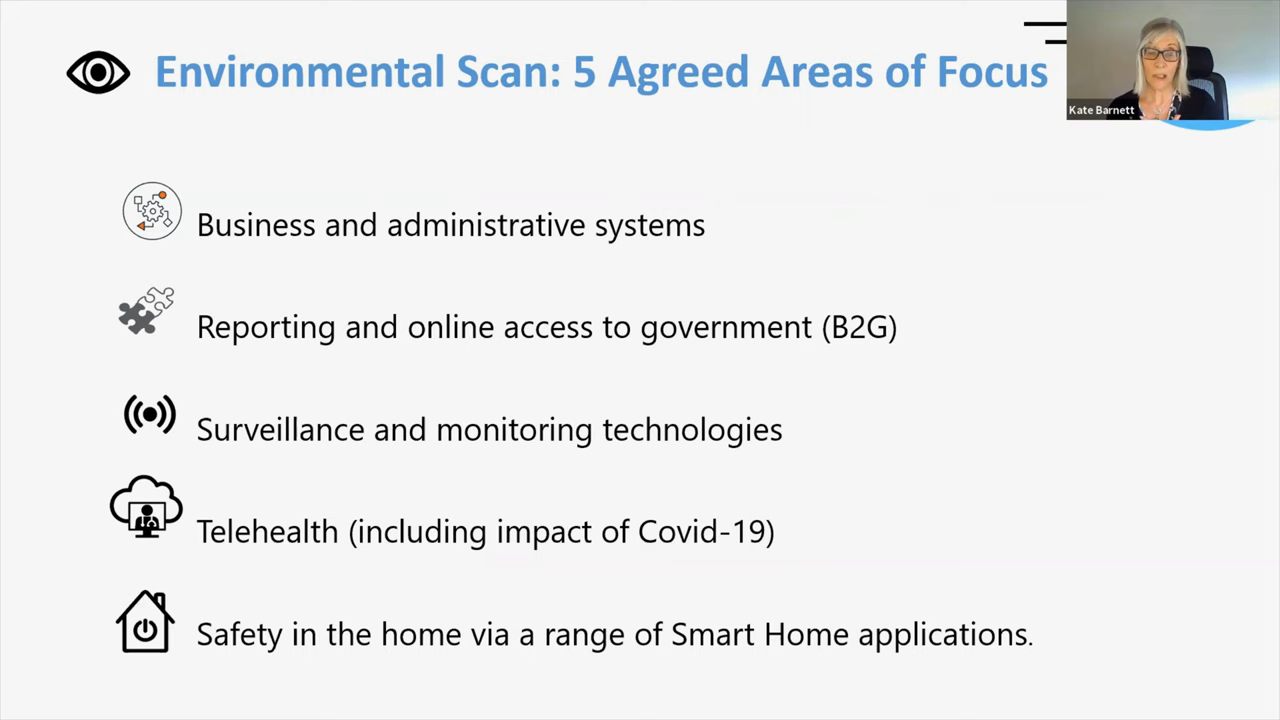 Environmental Scan: 5 Agreed Areas of Focus
Kate Barnett
Business and administrative systems
Reporting and online access to government (B2G)
Surveillance and monitoring technologies
Telehealth (including impact of Covid-19)
Safety in the home via a range of Smart Home applications.